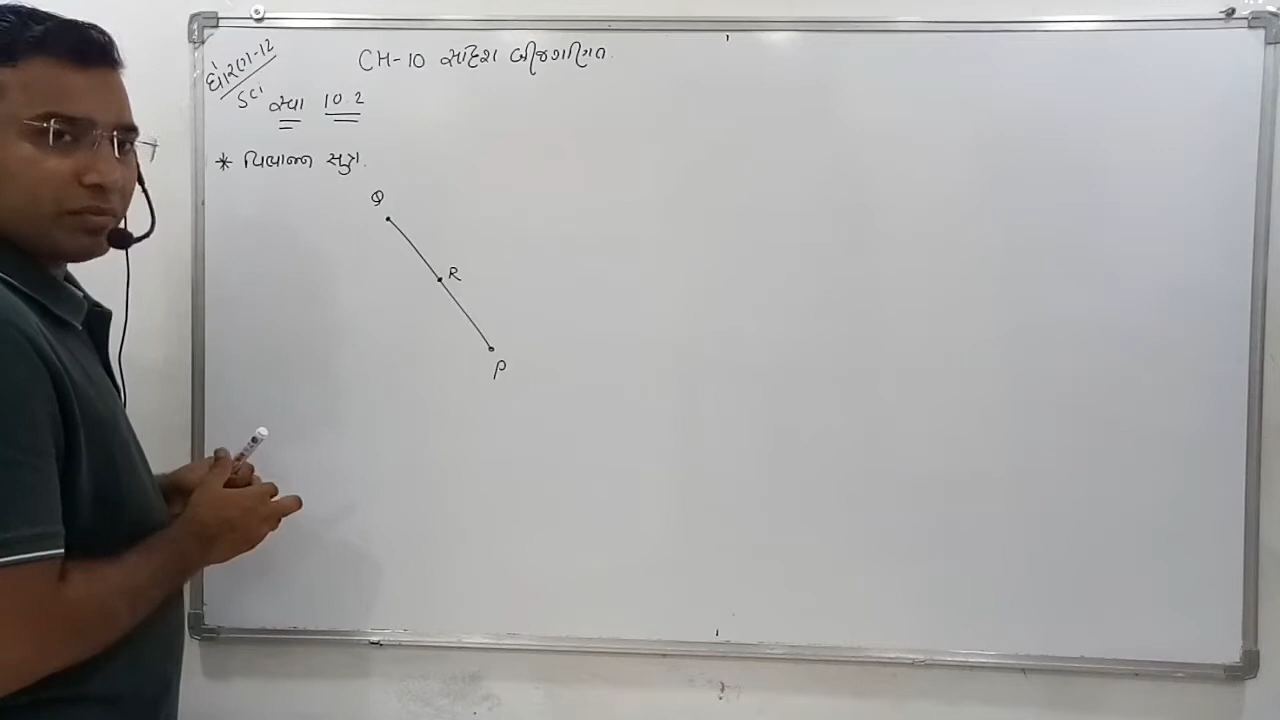 ધોરણ-12
SCI
CH-10 સદિશ બીજગણિત.
સ્વા 10.2
* વિભાજન સૂત્ર.
Q
R
P